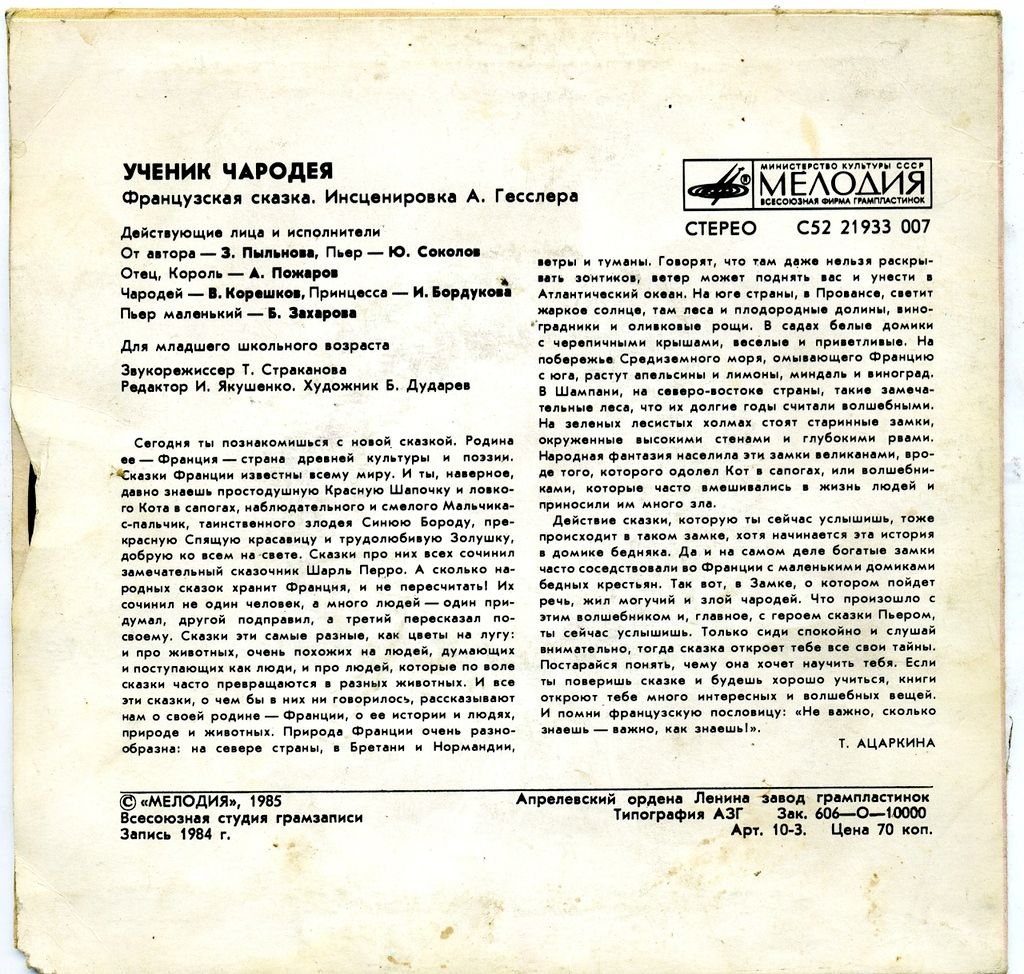 УЧЕНИК ЧАРОДЕЯ
Французская сказка. Инсценировка А. Гесслера
МИНИСТЕРСТВО КУЛЬТУРЫ СССР
МЕЛОДИЯ
ВСЕСОЮЗНАЯ ФИРМА ГРАМПЛАСТИНОК
СТЕРЕО С52 21933 007
Действующие лица и исполнители
От автора — З. Пыльнова, Пьер — Ю. Соколов
Отец, Король — А. Пожаров
Чародей — В. Корешков, Принцесса — И. Бордукова
Пьер маленький — Б. Захарова
Для младшего школьного возраста
Звукорежиссер Т. Страканова
Редактор И. Якушенко. Художник Б. Дударев
Сегодня ты познакомишься с новой сказкой. Родина
ее — Франция — страна древней культуры и поэзии.
Сказки Франции известны всему миру. И ты, наверное,
давно знаешь простодушную Красную Шапочку и ловко-
го Кота в сапогах, наблюдательного и смелого Мальчика-
с-пальчик, таинственного злодея Синюю Бороду, пре-
красную Спящую красавицу и трудолюбивую Золушку,
добрую ко всем на свете. Сказки про них всех сочинил
замечательный сказочник Шарль Перро. А сколько на-
родных сказок хранит Франция, и не пересчитать! Их
сочинил не один человек, а много людей — один при-
думал, другой подправил, а третий пересказал по-
своему. Сказки эти самые разные, как цветы на лугу:
и про животных, очень похожих на людей, думающих
и поступающих как люди, и про людей, которые по воле
сказки часто превращаются в разных животных. И все
эти сказки, о чем бы в них ни говорилось, рассказывают
нам о своей родине — Франции, о ее истории и людях,
природе и животных. Природа Франции очень разно-
образна: на севере страны, в Бретани и Нормандии,
ветры и туманы. Говорят, что там даже нельзя раскры-
вать зонтиков, ветер может поднять вас и унести в
Атлантический океан. На юге страны, в Провансе, светит
жаркое солнце, там леса и плодородные долины, вино-
градники и оливковые рощи. В садах белые домики
с черепичными крышами, веселые и приветливые. На
побережье Средиземного моря, омывающего Францию
с юга, растут апельсины и лимоны, миндаль и виноград.
В Шампани, на северо-востоке страны, такие замеча-
тельные леса, что их долгие годы считали волшебными.
На зеленых лесистых холмах стоят старинные замки,
окруженные высокими стенами и глубокими рвами.
Народная фантазия населила эти замки великанами, вро-
де того, которого одолел Кот в сапогах, или волшебни-
ками, которые часто вмешивались в жизнь людей и
приносили им много зла.
Действие сказки, которую ты сейчас услышишь, тоже
происходит в таком замке, хотя начинается эта история
в домике бедняка. Да и на самом деле богатые замки
часто соседствовали во Франции с маленькими домиками
бедных крестьян. Так вот, в Замке, о котором пойдет
речь, жил могучий и злой чародей. Что произошло с
этим волшебником и, главное, с героем сказки Пьером,
ты сейчас услышишь. Только сиди спокойно и слушай
внимательно, тогда сказка откроет тебе все свои тайны.
Постарайся понять, чему она хочет научить тебя. Если
ты поверишь сказке и будешь хорошо учиться, книги
откроют тебе много интересных и волшебных вещей.
И помни французскую пословицу: «Не важно, сколько
знаешь — важно, как знаешь!».
Т. АЦАРКИНА
© «МЕЛОДИЯ», 1985
Всесоюзная студия грамзаписи
Запись 1984 г.
Апрелевский ордена Ленина завод грампластинок
Типография АЗГ Зак. 606—О—10000
Арт. 10-3. Цена 70 коп.